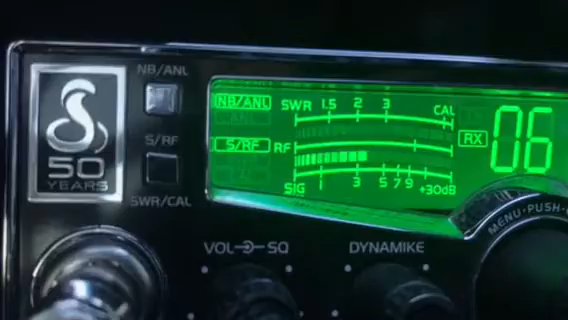 50
YEARS
NB/ANL
S/RF
SWR/CAL
NB/ANL
ANL
S/RF
SWR 1.5 2 3 CAL
RF
SIG 1 3 5 7 9 +30dB
RX
06
VOL SQ
DYNAMIKE
MENU·PUSH·